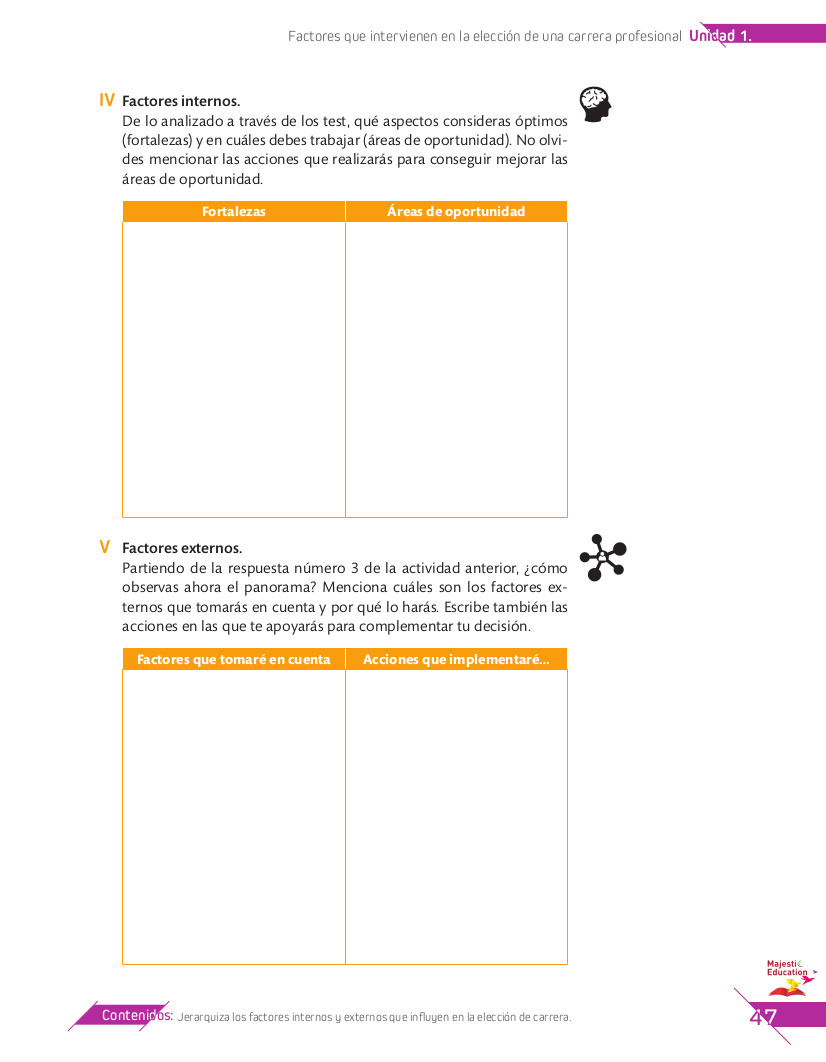 Factores que intervienen en la elección de una carrera profesional Unidad 1.
IV Factores internos.
De lo analizado a través de los test, qué aspectos consideras óptimos
(fortalezas) y en cuáles debes trabajar (áreas de oportunidad). No olvi-
des mencionar las acciones que realizarás para conseguir mejorar las
áreas de oportunidad.
Fortalezas Áreas de oportunidad
V Factores externos.
Partiendo de la respuesta número 3 de la actividad anterior, ¿cómo
observas ahora el panorama? Menciona cuáles son los factores ex-
ternos que tomarás en cuenta y por qué lo harás. Escribe también las
acciones en las que te apoyarás para complementar tu decisión.
Factores que tomaré en cuenta Acciones que implementaré...
Majestic
Education
Contenidos: Jerarquiza los factores internos y externos que influyen en la elección de carrera.
47